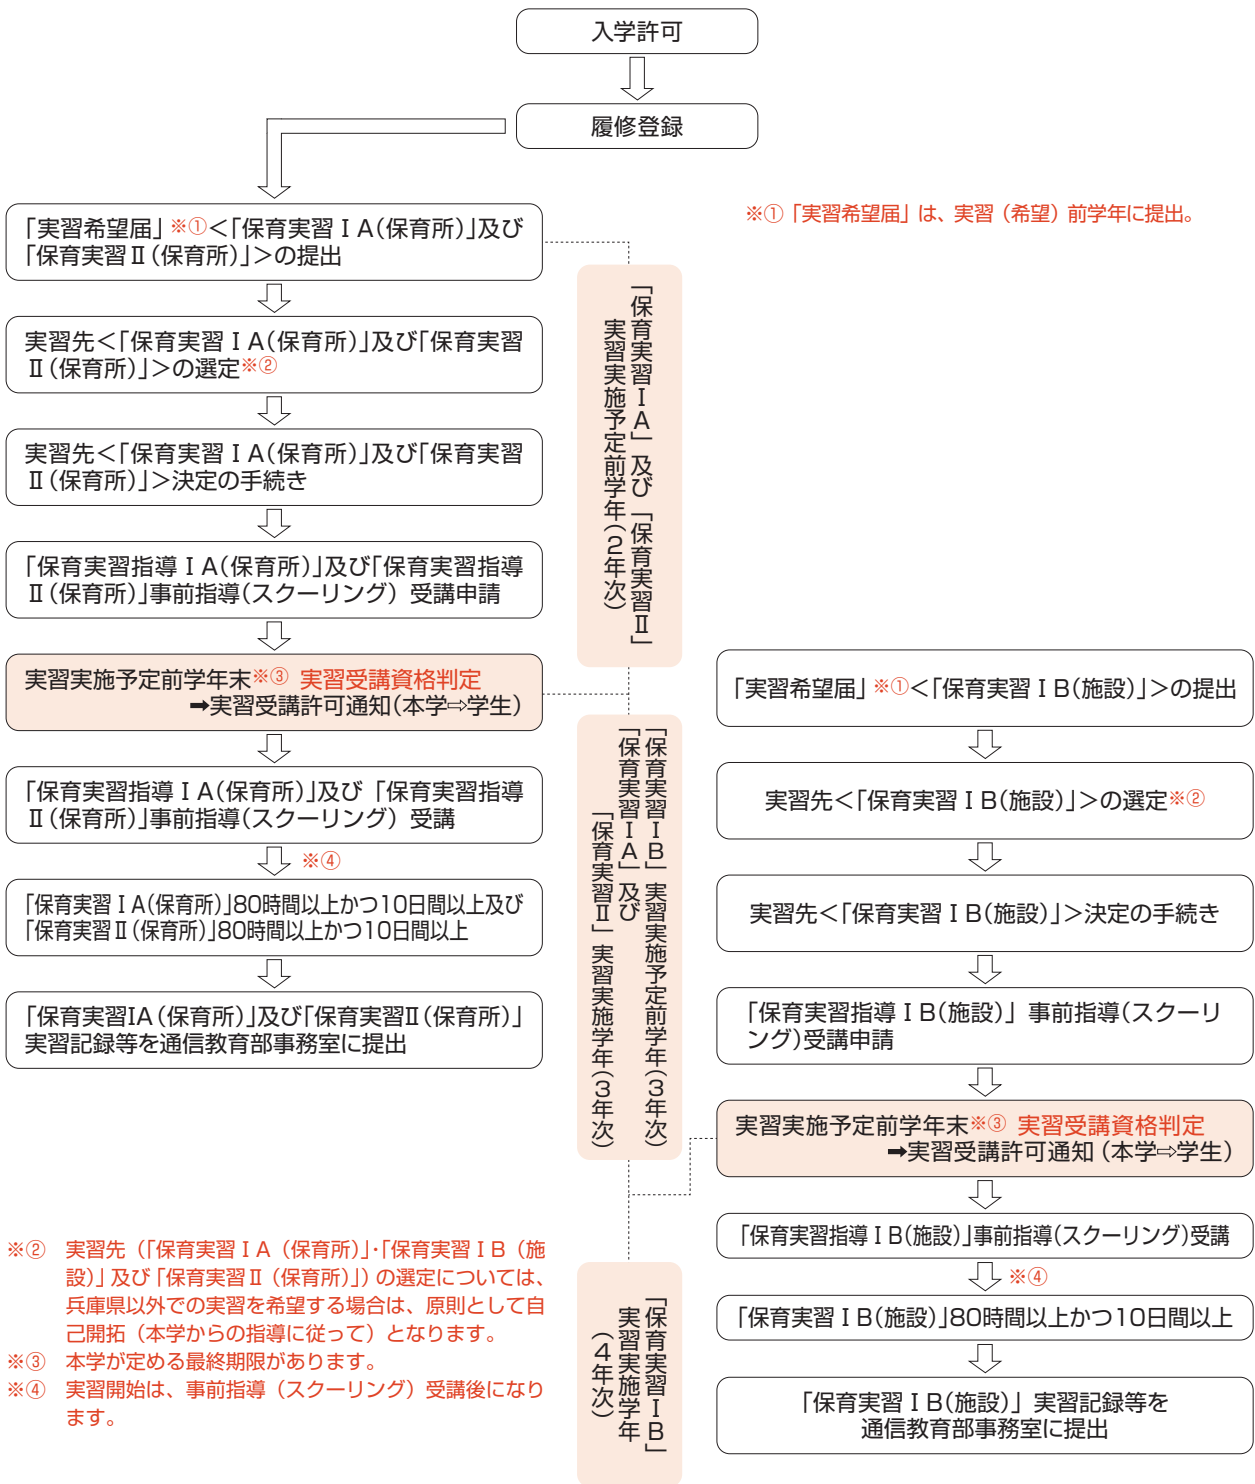 入学許可
履修登録
「実習希望届」※①<「保育実習ⅠA(保育所)」及び
「保育実習Ⅱ(保育所)」>の提出
実習先<「保育実習ⅠA(保育所)」及び「保育実習
Ⅱ(保育所)」>の選定※②
実習先<「保育実習ⅠA(保育所)」及び「保育実習
Ⅱ(保育所)」>決定の手続き
「保育実習指導ⅠA(保育所)」及び「保育実習指導
Ⅱ(保育所)」事前指導(スクーリング) 受講申請
実習実施予定前学年末※③ 実習受講資格判定
➡実習受講許可通知(本学⇨学生)
「保育実習指導ⅠA(保育所)」及び「保育実習指導
Ⅱ(保育所)」事前指導(スクーリング) 受講
※④
「保育実習ⅠA(保育所)」80時間以上かつ10日間以上及び
「保育実習Ⅱ(保育所)」80時間以上かつ10日間以上
「保育実習IA(保育所)」及び「保育実習Ⅱ(保育所)」
実習記録等を通信教育部事務室に提出
※①「実習希望届」は、実習(希望)前学年に提出。
「保育実習ⅠA」及び「保育実習Ⅱ」
実習実施予定前学年(2年次)
「保育実習ⅠB」実習実施予定前学年(3年次)
「保育実習ⅠA」及び
「保育実習Ⅱ」実習実施学年(3年次)
「保育実習ⅠB」
実習実施学年
(4年次)
「実習希望届」※①<「保育実習ⅠB(施設)」>の提出
実習先<「保育実習ⅠB(施設)」>の選定※②
実習先<「保育実習ⅠB(施設)」>決定の手続き
「保育実習指導ⅠB(施設)」事前指導(スクーリ
ング)受講申請
実習実施予定前学年末※③ 実習受講資格判定
➡実習受講許可通知(本学⇨学生)
「保育実習指導ⅠB(施設)」事前指導(スクーリング)受講
※④
「保育実習ⅠB(施設)」80時間以上かつ10日間以上
「保育実習ⅠB(施設)」実習記録等を
通信教育部事務室に提出
※② 実習先(「保育実習ⅠA(保育所)」・「保育実習ⅠB(施
設)」及び「保育実習Ⅱ(保育所)」)の選定については、
兵庫県以外での実習を希望する場合は、原則として自
己開拓(本学からの指導に従って)となります。
※③ 本学が定める最終期限があります。
※④ 実習開始は、事前指導(スクーリング)受講後になり
ます。